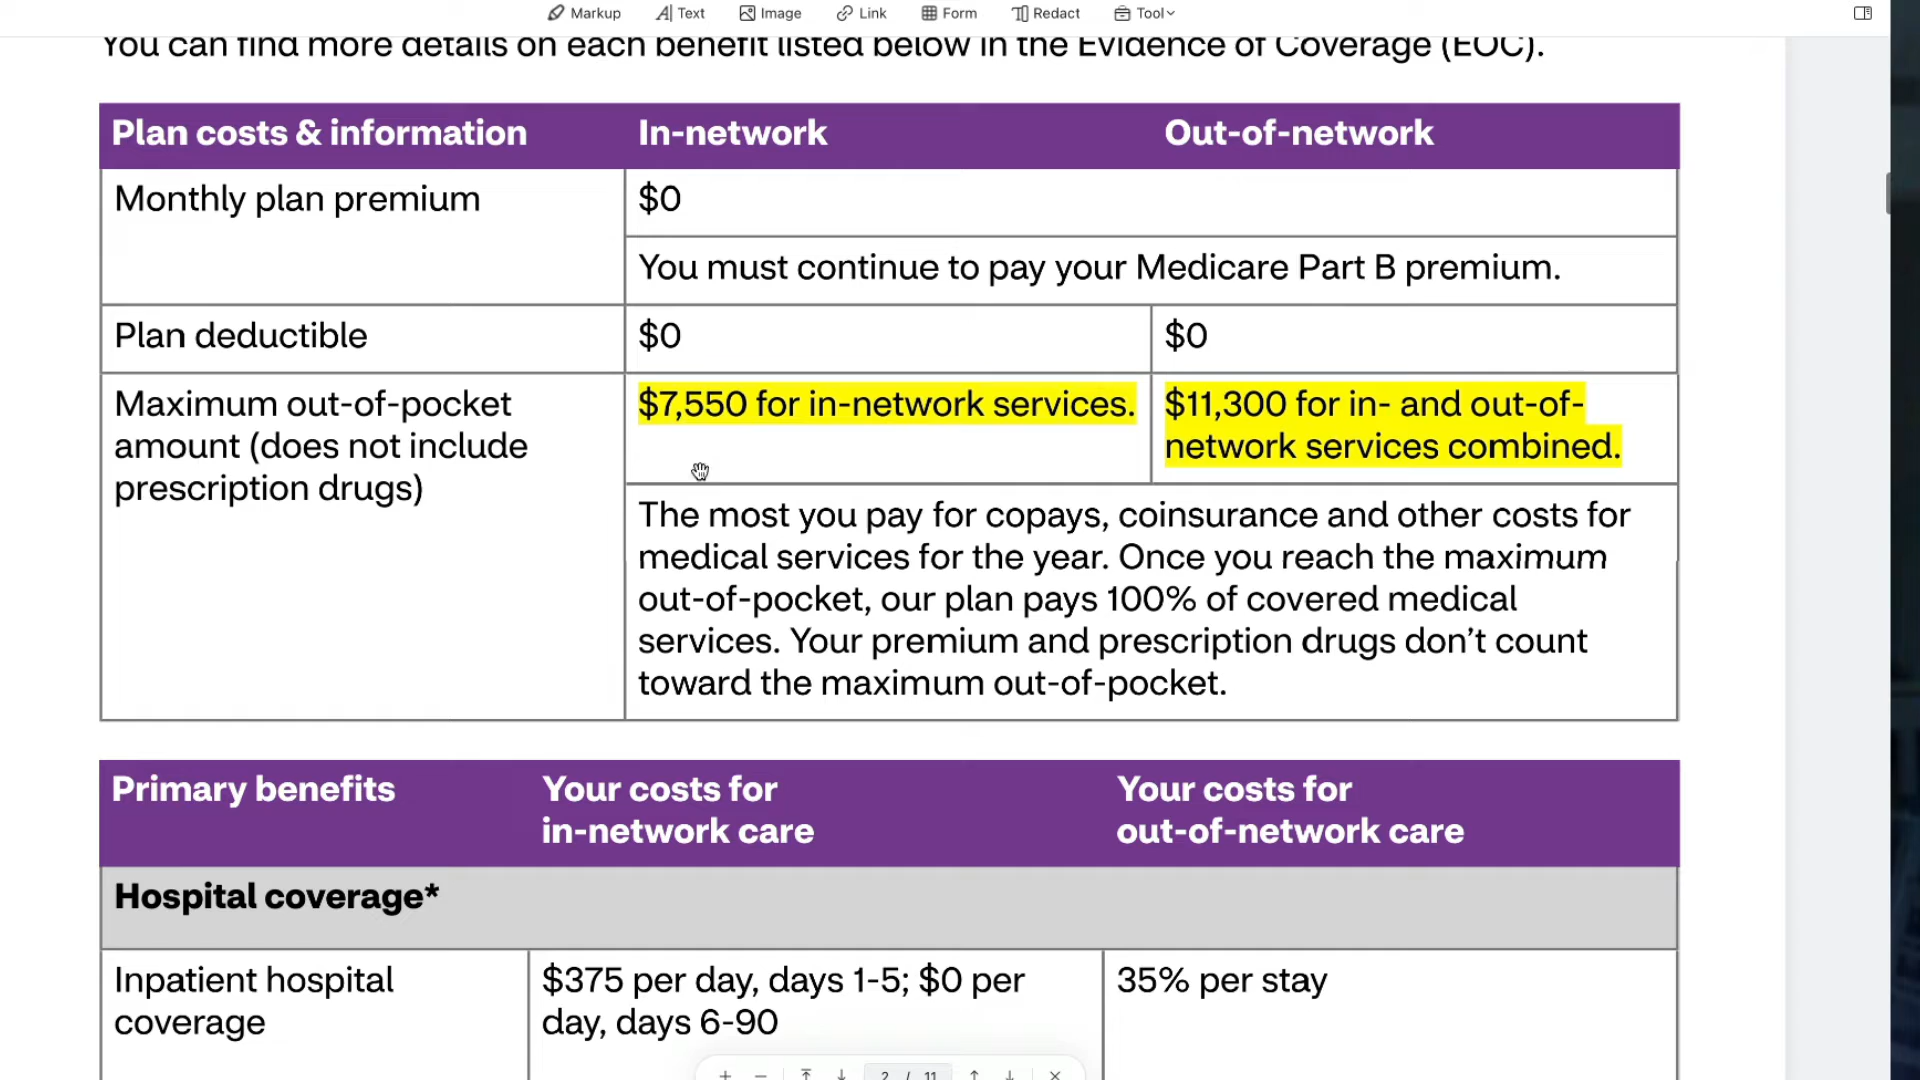 Markup Text Image Link Form Redact Tool
You can find more details on each benefit listed below in the Evidence of Coverage (EOC).
Plan costs & information In-network Out-of-network
Monthly plan premium $0
You must continue to pay your Medicare Part B premium.
Plan deductible $0 $0
Maximum out-of-pocket
amount (does not include
prescription drugs)
$7,550 for in-network services.
$11,300 for in- and out-of-
network services combined.
The most you pay for copays, coinsurance and other costs for
medical services for the year. Once you reach the maximum
out-of-pocket, our plan pays 100% of covered medical
services. Your premium and prescription drugs don’t count
toward the maximum out-of-pocket.
Primary benefits
Your costs for
in-network care
Your costs for
out-of-network care
Hospital coverage*
Inpatient hospital
coverage
$375 per day, days 1-5; $0 per
day, days 6-90
35% per stay
2 / 11